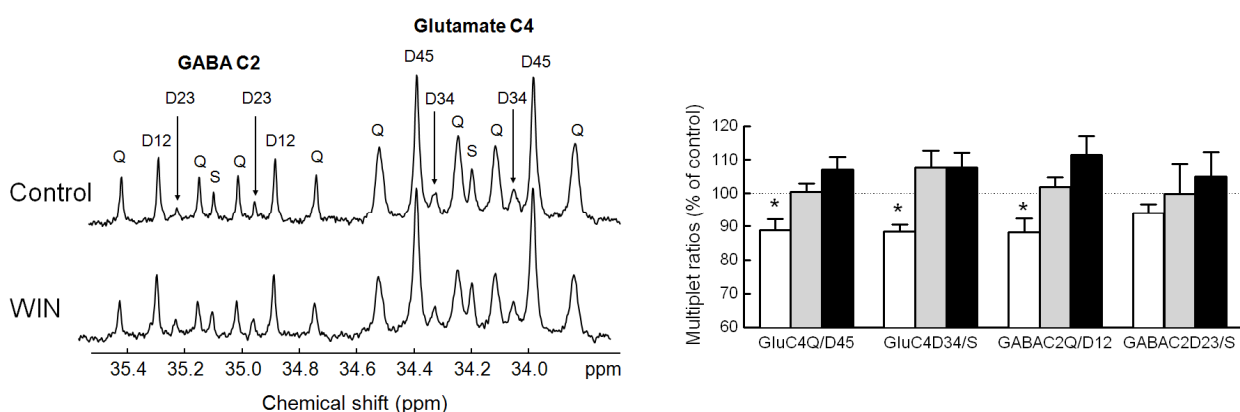 Glutamate C4
GABA C2
D45 D45
D23 D23 D34 D34
Q D12 Q S Q D12 Q Q Q S Q Q
Control
WIN
35.4 35.2 35.0 34.8 34.6 34.4 34.2 34.0 ppm
Chemical shift (ppm)
Multiplet ratios (% of control)
120
110
100
90
80
70
60
* * *
GluC4Q/D45 GluC4D34/S GABAC2Q/D12 GABAC2D23/S